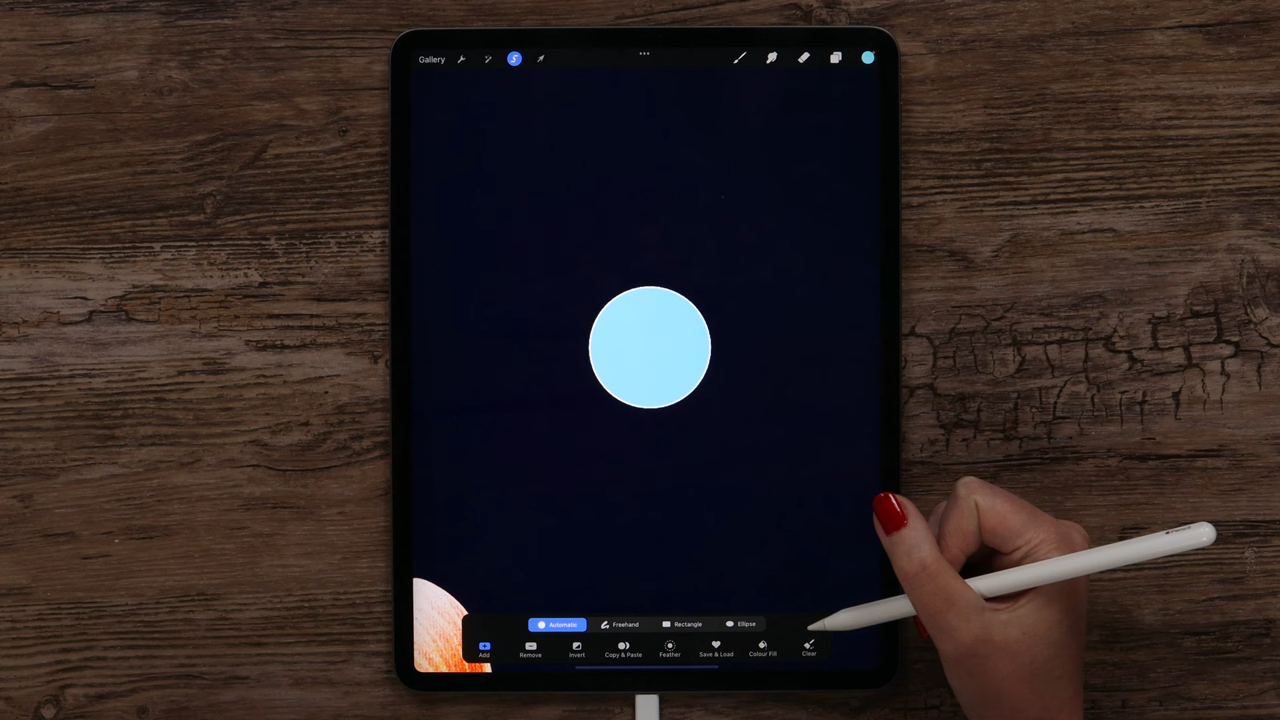 Gallery
Automatic Freehand Rectangle Ellipse
Add Remove Invert Copy & Paste Feather Save & Load Colour Fill Clear